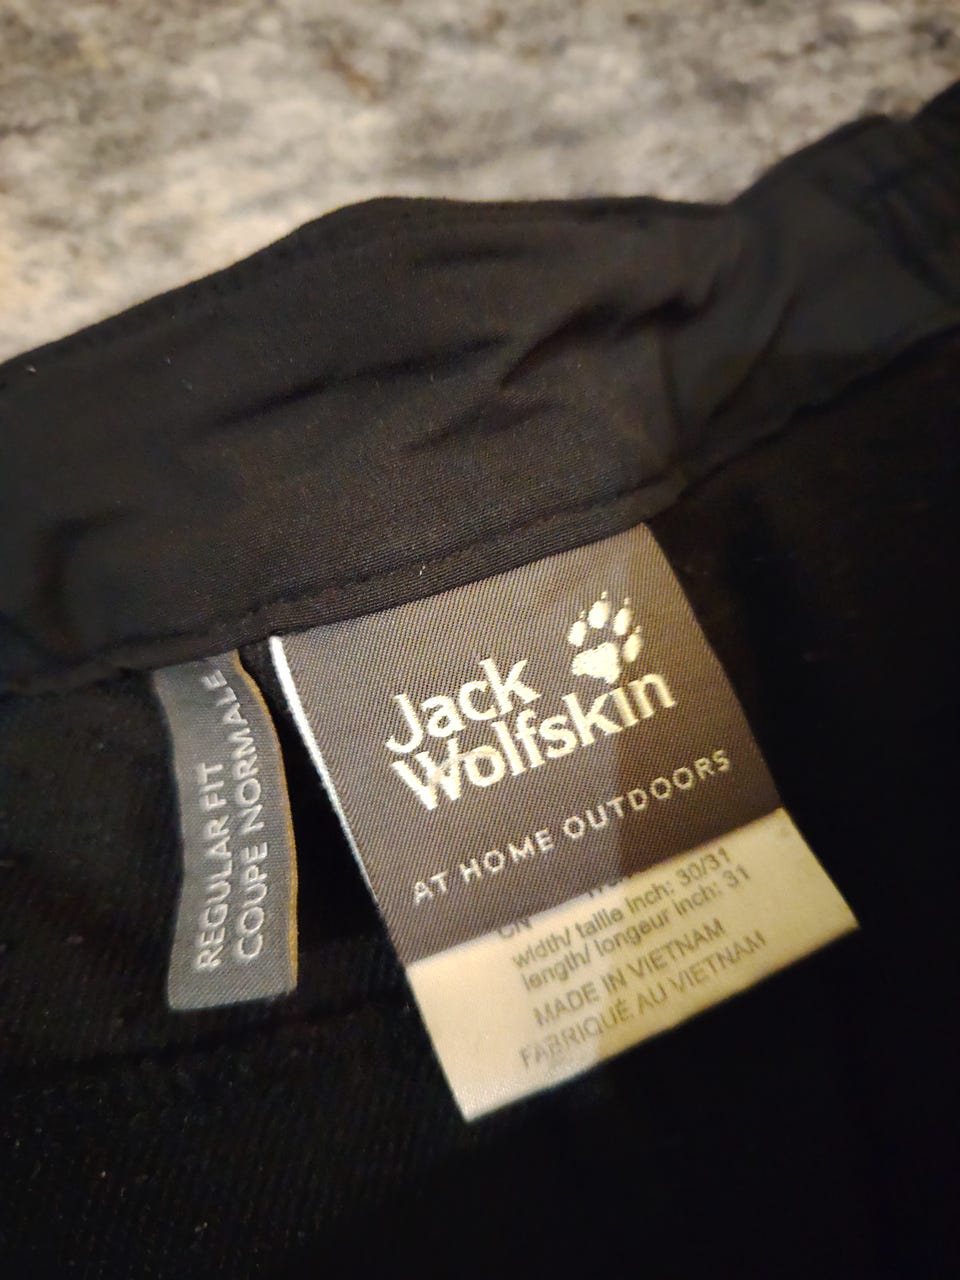 REGULAR FIT
COUPE NORMALE
Jack
Wolfskin
AT HOME OUTDOORS
CN
width/ taille inch: 30/31
length/ longeur inch: 31
MADE IN VIETNAM
FABRIQUÉ AU VIETNAM